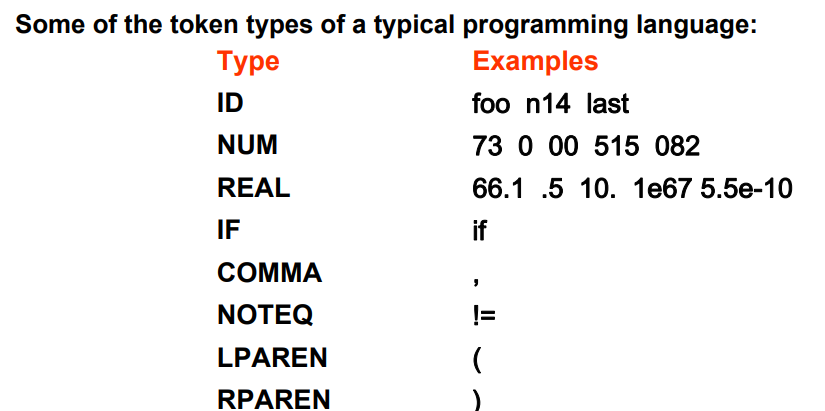 Some of the token types of a typical programming language:
Type Examples
ID foo n14 last
NUM 73 0 00 515 082
REAL 66.1 .5 10. 1e67 5.5e-10
IF if
COMMA ,
NOTEQ !=
LPAREN (
RPAREN )